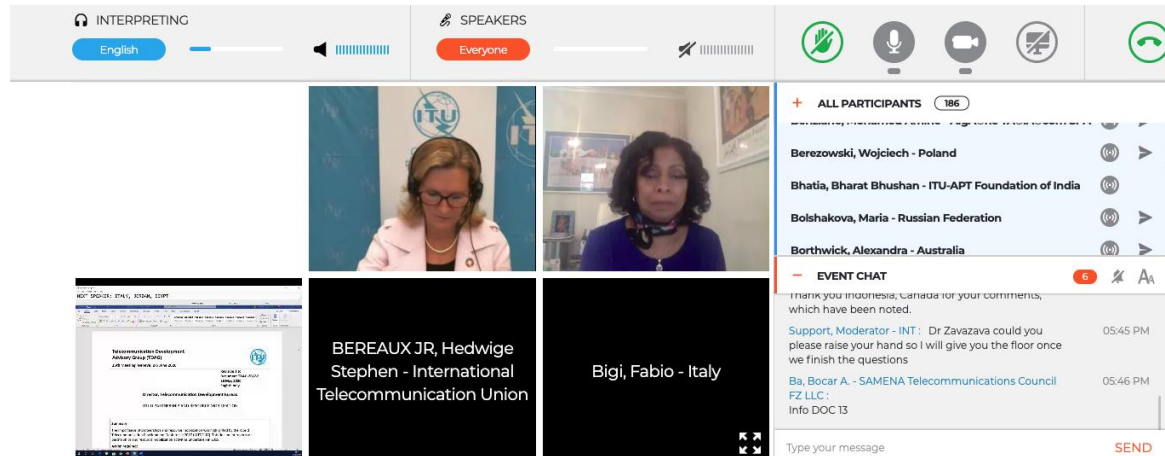 INTERPRETING
English
SPEAKERS
Everyone
ITU
BEREAUX JR, Hedwige
Stephen - International
Telecommunication Union
Bigi, Fabio - Italy
NEXT SPEAKER: ITALY, JORDAN, EGYPT
Telecommunication Development
Advisory Group (TDAG)
+ ALL PARTICIPANTS 186
Berezowski, Wojciech - Poland
Bhatia, Bharat Bhushan - ITU-APT Foundation of India
Bolshakova, Maria - Russian Federation
Borthwick, Alexandra - Australia
− EVENT CHAT 6 AA
Thank you Indonesia, Canada for your comments,
which have been noted.
Support, Moderator - INT : Dr Zavazava could you 05:45 PM
please raise your hand so I will give you the floor once
we finish the questions
Ba, Bocar A. - SAMENA Telecommunications Council 05:46 PM
FZ LLC :
Info DOC 13
Type your message SEND